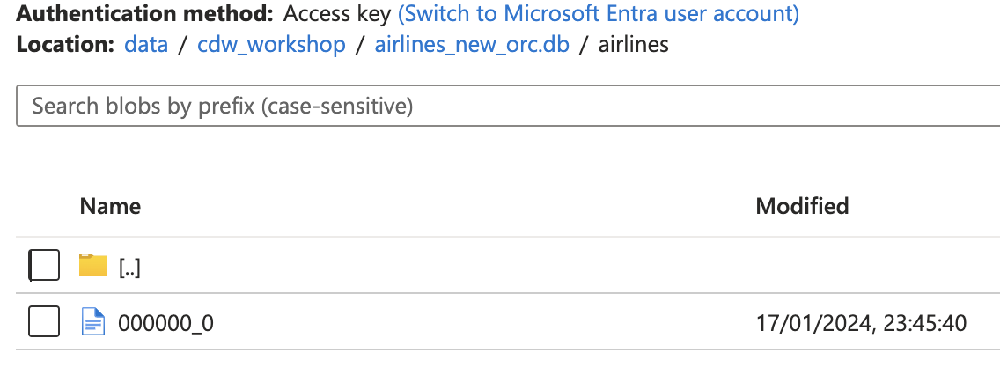 Authentication method: Access key (Switch to Microsoft Entra user account)
Location: data / cdw_workshop / airlines_new_orc.db / airlines
Search blobs by prefix (case-sensitive)
Name Modified
[..]
000000_0 17/01/2024, 23:45:40